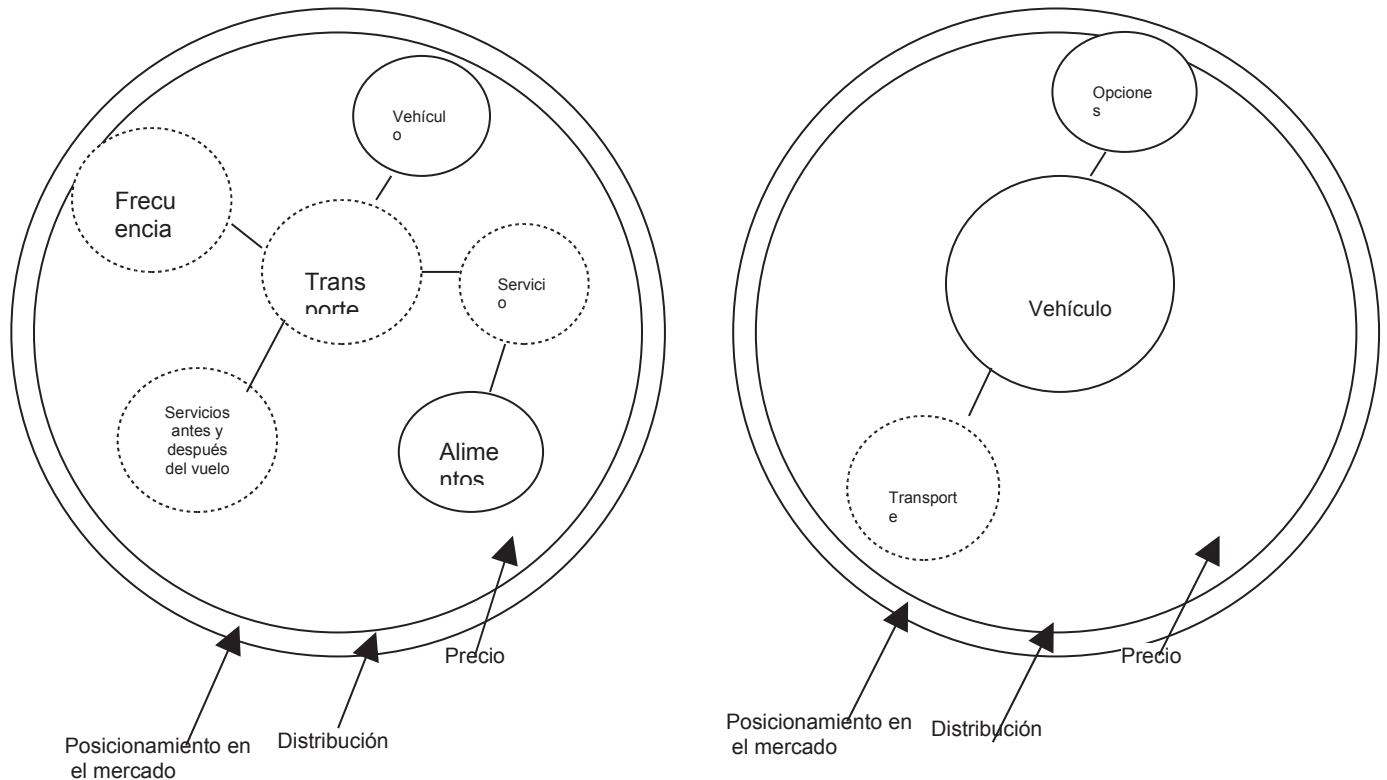 Vehícul
o
Frecu
encia
Trans
porte
Servici
o
Servicios
antes y
después
del vuelo
Alime
ntos
Precio
Distribución
Posicionamiento en
el mercado
Opcione
s
Vehículo
Transport
e
Precio
Distribución
Posicionamiento en
el mercado